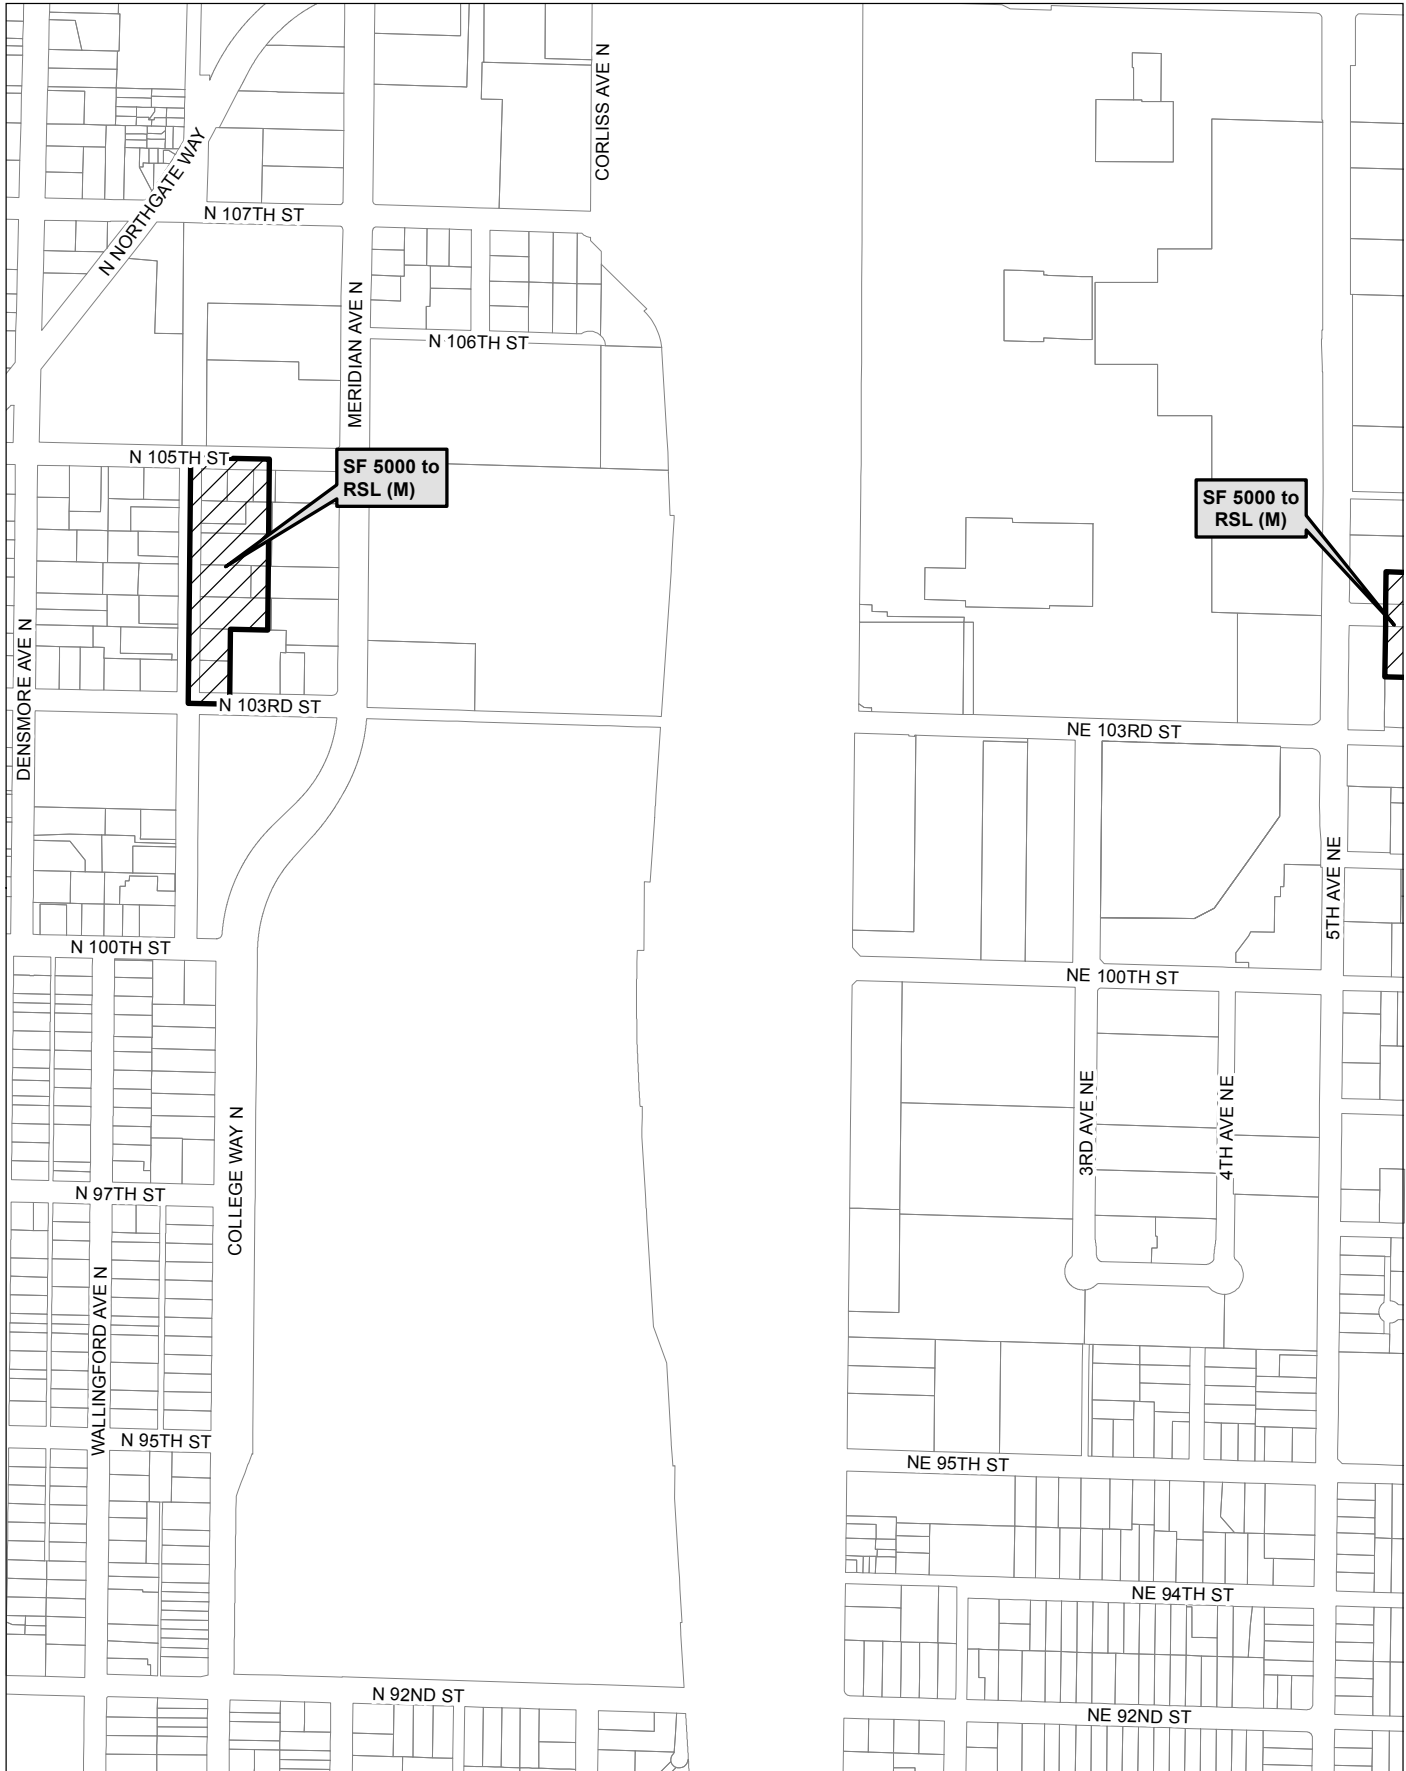 CORLISS AVE N
N NORTHGATE WAY
N 107TH ST
MERIDIAN AVE N
N 106TH ST
N 105TH ST
SF 5000 to
RSL (M)
SF 5000 to
RSL (M)
DENSMORE AVE N
N 103RD ST
NE 103RD ST
5TH AVE NE
N 100TH ST
NE 100TH ST
3RD AVE NE
4TH AVE NE
COLLEGE WAY N
N 97TH ST
WALLINGFORD AVE N
N 95TH ST
NE 95TH ST
NE 94TH ST
N 92ND ST
NE 92ND ST